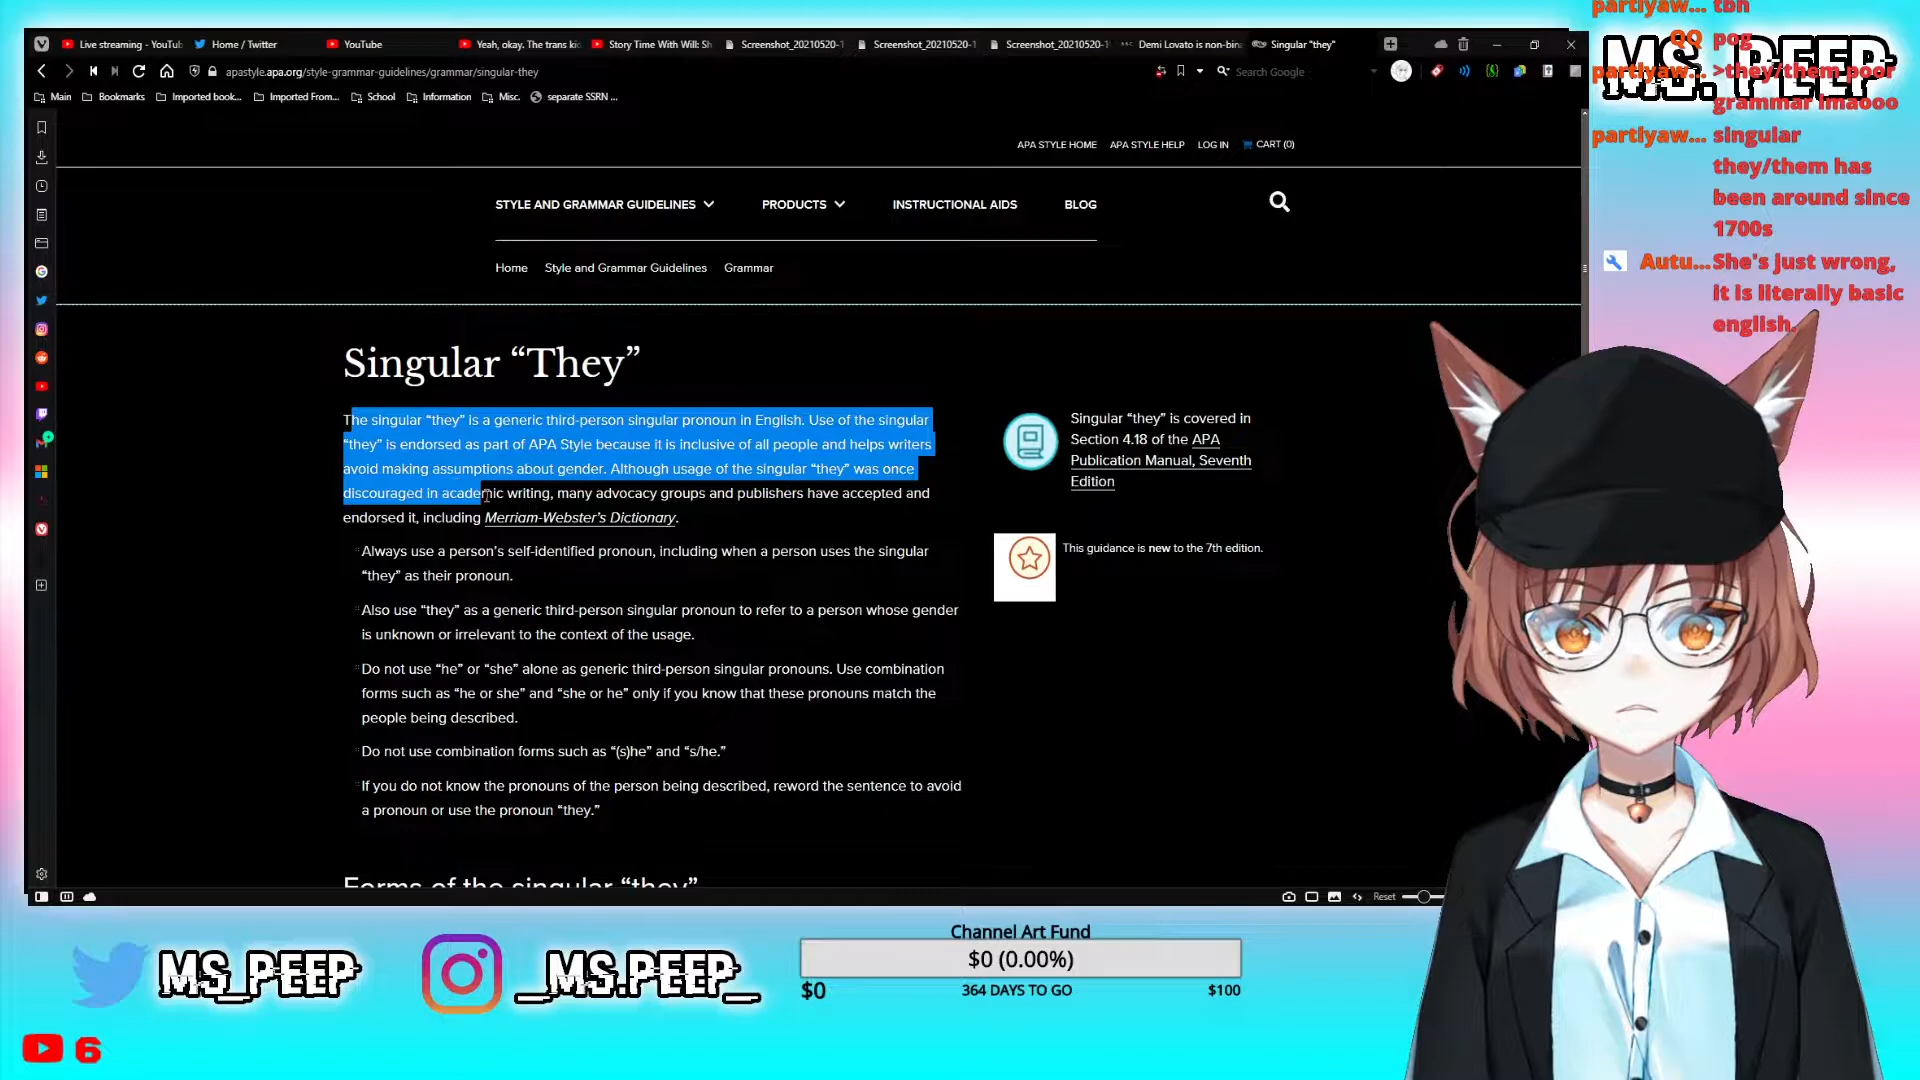 Live streaming - YouTub
Home / Twitter
YouTube
Yeah, okay. The trans kid
Story Time With Will: Sh
Screenshot_20210520-1
Screenshot_20210520-1
Screenshot_20210520-1
Demi Lovato is non-bina
Singular "they"
apastyle.apa.org/style-grammar-guidelines/grammar/singular-they
Search Google
Main
Bookmarks
Imported book...
Imported From...
School
Information
Misc.
separate SSRN ...
APA STYLE HOME
APA STYLE HELP
LOG IN
CART (0)
STYLE AND GRAMMAR GUIDELINES
PRODUCTS
INSTRUCTIONAL AIDS
BLOG
Home
Style and Grammar Guidelines
Grammar
Singular “They”
The singular “they” is a generic third-person singular pronoun in English. Use of the singular
“they” is endorsed as part of APA Style because it is inclusive of all people and helps writers
avoid making assumptions about gender. Although usage of the singular “they” was once
discouraged in academic writing, many advocacy groups and publishers have accepted and
endorsed it, including Merriam-Webster’s Dictionary.
Always use a person’s self-identified pronoun, including when a person uses the singular
“they” as their pronoun.
Also use “they” as a generic third-person singular pronoun to refer to a person whose gender
is unknown or irrelevant to the context of the usage.
Do not use “he” or “she” alone as generic third-person singular pronouns. Use combination
forms such as “he or she” and “she or he” only if you know that these pronouns match the
people being described.
Do not use combination forms such as “(s)he” and “s/he.”
If you do not know the pronouns of the person being described, reword the sentence to avoid
a pronoun or use the pronoun “they.”
Forms of the singular “they”
Singular “they” is covered in
Section 4.18 of the APA
Publication Manual, Seventh
Edition
This guidance is new to the 7th edition.
Reset
MS. PEEP
partlyaw... tbh
QQ pog
partlyaw... >they/them poor
grammar lmaooo
partlyaw... singular
they/them has
been around since
1700s
Autu... She's just wrong,
it is literally basic
english.
MS_PEEP
_MS.PEEP_
Channel Art Fund
$0 (0.00%)
$0
364 DAYS TO GO
$100
6